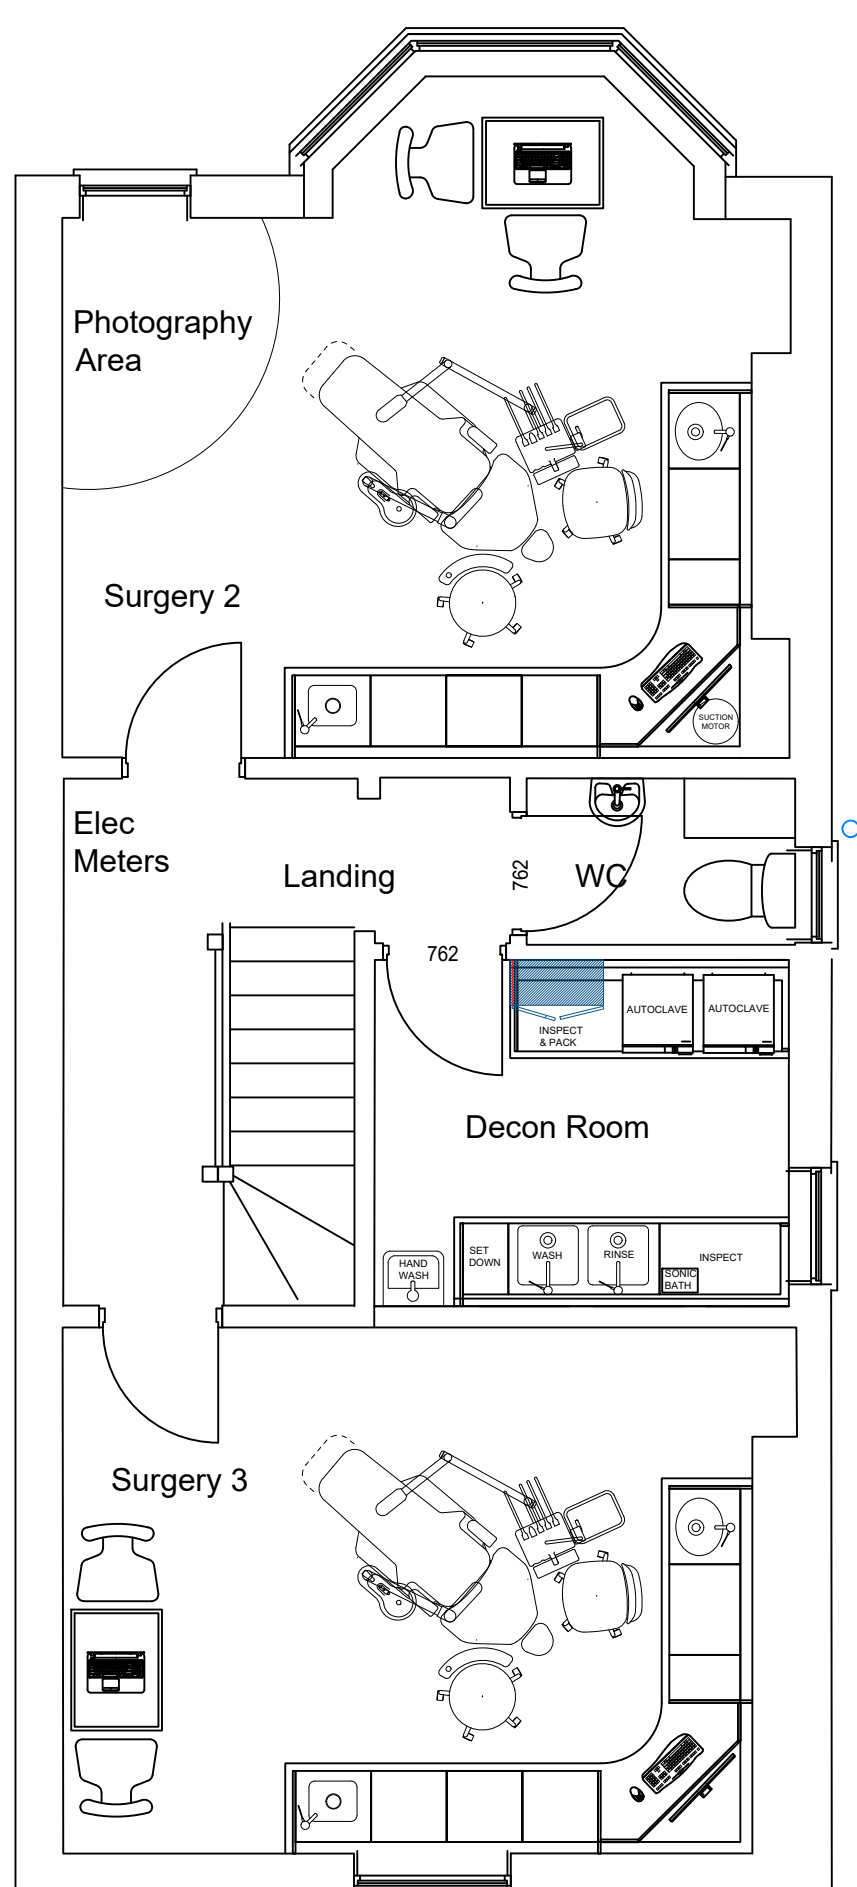 Photography
Area
Surgery 2
SUCTION
MOTOR
Elec
Meters
Landing
762
WC
762
AUTOCLAVE
AUTOCLAVE
INSPECT
& PACK
Decon Room
HAND
WASH
SET
DOWN
WASH
RINSE
INSPECT
SONIC
BATH
Surgery 3